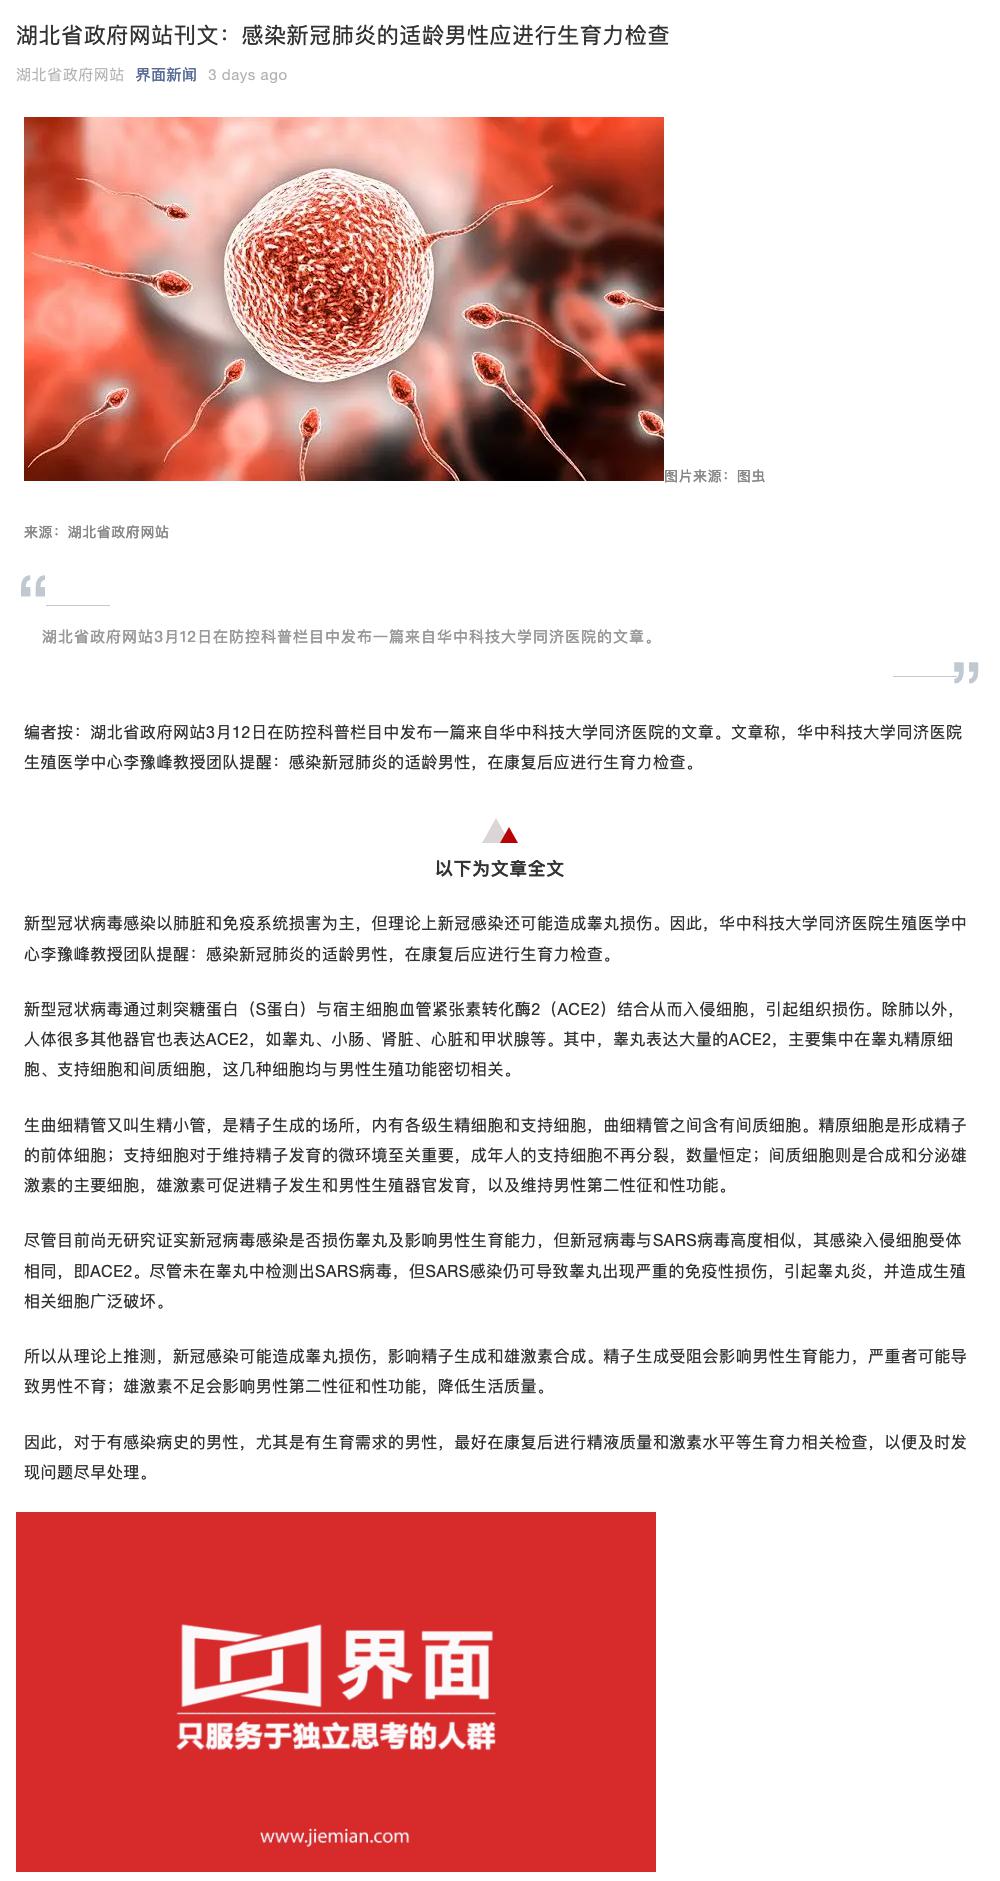 湖北省政府网站刊文：感染新冠肺炎的适龄男性应进行生育力检查
湖北省政府网站 界面新闻 3 days ago
图片来源：图虫
来源：湖北省政府网站
湖北省政府网站3月12日在防控科普栏目中发布一篇来自华中科技大学同济医院的文章。
编者按：湖北省政府网站3月12日在防控科普栏目中发布一篇来自华中科技大学同济医院的文章。文章称，华中科技大学同济医院
生殖医学中心李豫峰教授团队提醒：感染新冠肺炎的适龄男性，在康复后应进行生育力检查。
以下为文章全文
新型冠状病毒感染以肺脏和免疫系统损害为主，但理论上新冠感染还可能造成睾丸损伤。因此，华中科技大学同济医院生殖医学中
心李豫峰教授团队提醒：感染新冠肺炎的适龄男性，在康复后应进行生育力检查。
新型冠状病毒通过刺突糖蛋白（S蛋白）与宿主细胞血管紧张素转化酶2（ACE2）结合从而入侵细胞，引起组织损伤。除肺以外，
人体很多其他器官也表达ACE2，如睾丸、小肠、肾脏、心脏和甲状腺等。其中，睾丸表达大量的ACE2，主要集中在睾丸精原细
胞、支持细胞和间质细胞，这几种细胞均与男性生殖功能密切相关。
生曲细精管又叫生精小管，是精子生成的场所，内有各级生精细胞和支持细胞，曲细精管之间含有间质细胞。精原细胞是形成精子
的前体细胞；支持细胞对于维持精子发育的微环境至关重要，成年人的支持细胞不再分裂，数量恒定；间质细胞则是合成和分泌雄
激素的主要细胞，雄激素可促进精子发生和男性生殖器官发育，以及维持男性第二性征和性功能。
尽管目前尚无研究证实新冠病毒感染是否损伤睾丸及影响男性生育能力，但新冠病毒与SARS病毒高度相似，其感染入侵细胞受体
相同，即ACE2。尽管未在睾丸中检测出SARS病毒，但SARS感染仍可导致睾丸出现严重的免疫性损伤，引起睾丸炎，并造成生殖
相关细胞广泛破坏。
所以从理论上推测，新冠感染可能造成睾丸损伤，影响精子生成和雄激素合成。精子生成受阻会影响男性生育能力，严重者可能导
致男性不育；雄激素不足会影响男性第二性征和性功能，降低生活质量。
因此，对于有感染病史的男性，尤其是有生育需求的男性，最好在康复后进行精液质量和激素水平等生育力相关检查，以便及时发
现问题尽早处理。
界面
只服务于独立思考的人群
www.jiemian.com